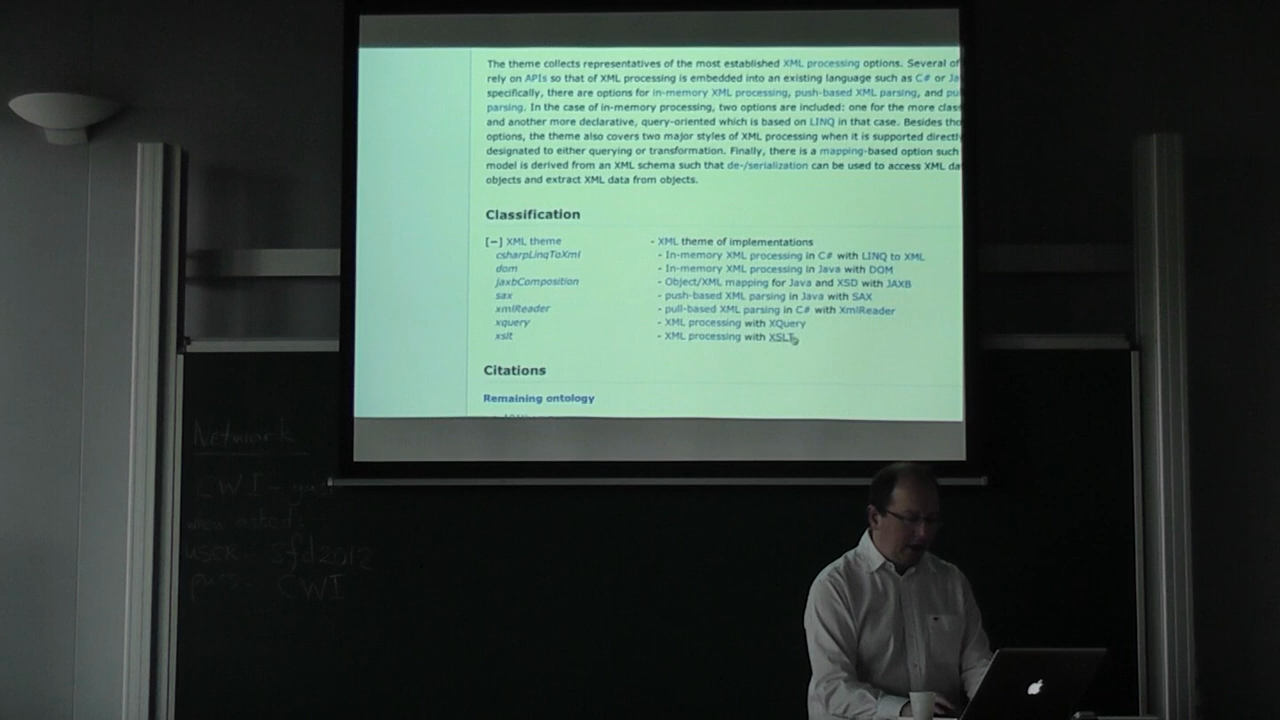 The theme collects representatives of the most established XML processing options. Several of
rely on APIs so that of XML processing is embedded into an existing language such as C# or Ja
specifically, there are options for in-memory XML processing, push-based XML parsing, and pul
parsing. In the case of in-memory processing, two options are included: one for the more clas
and another more declarative, query-oriented which is based on LINQ in that case. Besides the
options, the theme also covers two major styles of XML processing when it is supported directl
designated to either querying or transformation. Finally, there is a mapping-based option such
model is derived from an XML schema such that de-/serialization can be used to access XML da
objects and extract XML data from objects.
Classification
[−] XML theme - XML theme of implementations
csharpLinqToXml - In-memory XML processing in C# with LINQ to XML
dom - In-memory XML processing in Java with DOM
jaxbComposition - Object/XML mapping for Java and XSD with JAXB
sax - push-based XML parsing in Java with SAX
xmlReader - pull-based XML parsing in C# with XmlReader
xquery - XML processing with XQuery
xslt - XML processing with XSLT
Citations
Remaining ontology
Network
CWI-
when asked:
user: sfd2012
CWI